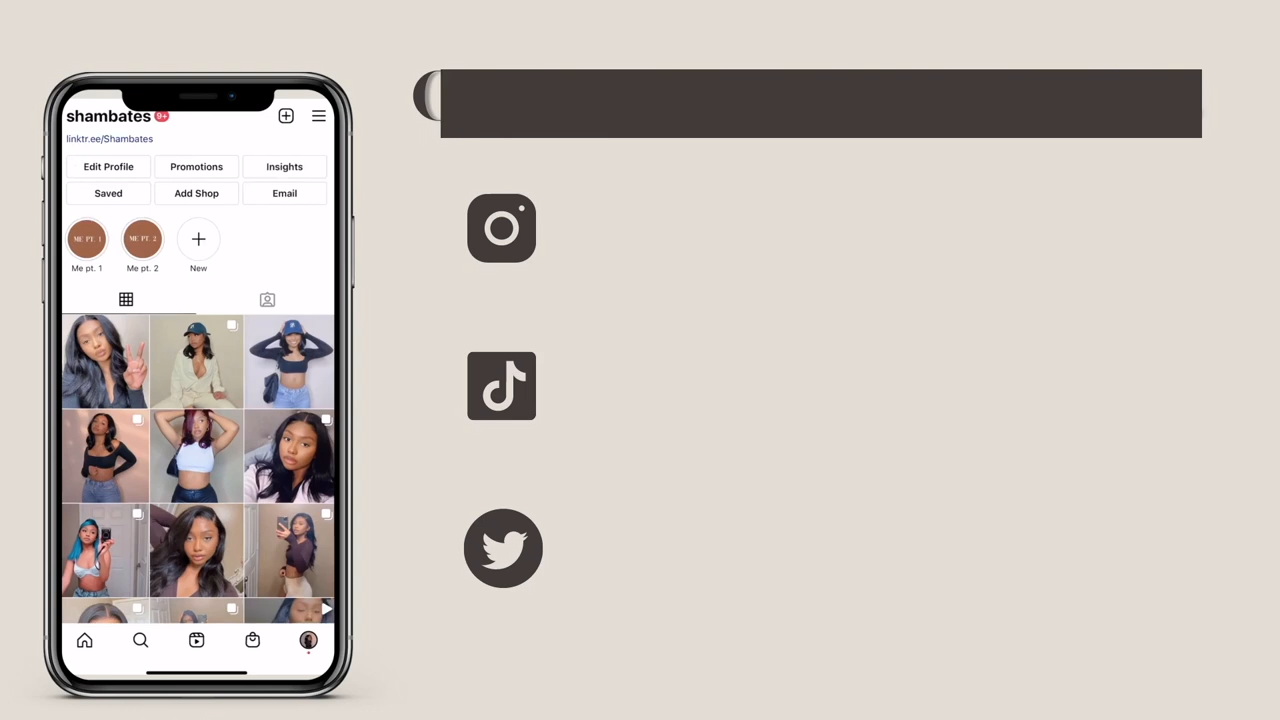 shambates 9+
linktr.ee/Shambates
Edit Profile Promotions Insights
Saved Add Shop Email
ME PT. 1 ME PT. 2
Me pt. 1 Me pt. 2 New